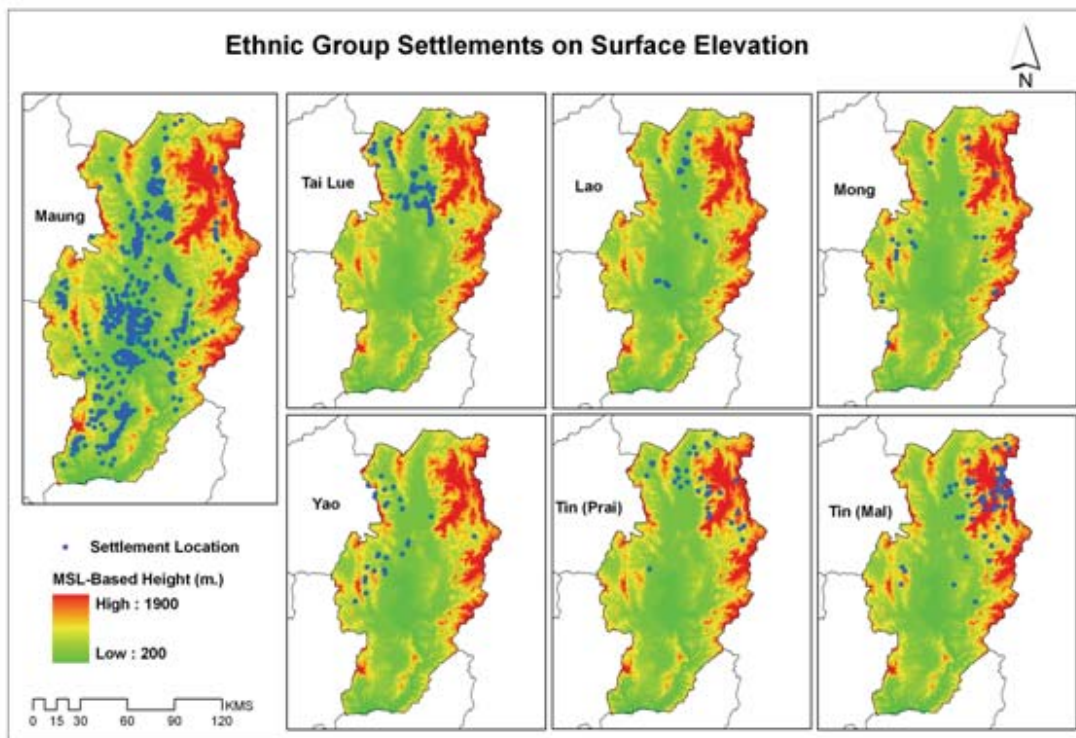 Ethnic Group Settlements on Surface Elevation
N
Maung
Tai Lue
Lao
Mong
Yao
Tin (Prai)
Tin (Mal)
Settlement Location
MSL-Based Height (m.)
High : 1900
Low : 200
KMS
0 15 30 60 90 120